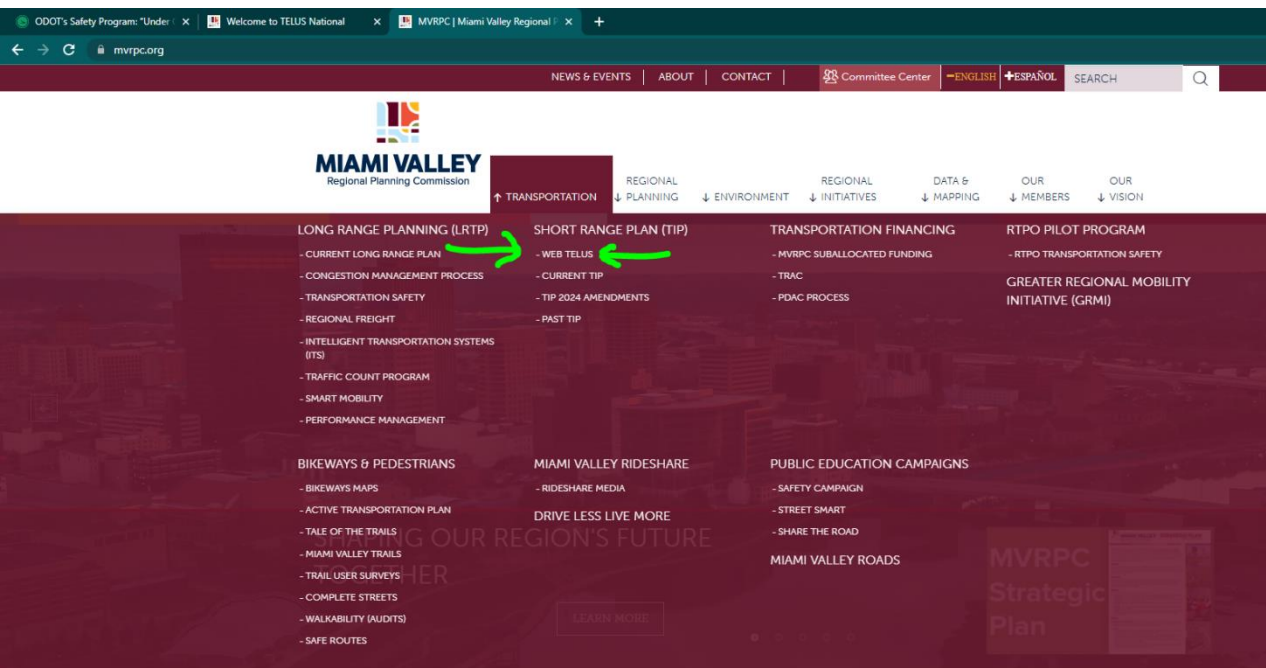 ODOT's Safety Program: "Under
Welcome to TELUS National
MVRPC | Miami Valley Regional P
mvrpc.org
NEWS & EVENTS
ABOUT
CONTACT
Committee Center
ENGLISH
ESPAÑOL
SEARCH
MIAMI VALLEY
Regional Planning Commission
TRANSPORTATION
REGIONAL
PLANNING
ENVIRONMENT
REGIONAL
INITIATIVES
DATA &
MAPPING
OUR
MEMBERS
OUR
VISION
LONG RANGE PLANNING (LRTP)
- CURRENT LONG RANGE PLAN
- CONGESTION MANAGEMENT PROCESS
- TRANSPORTATION SAFETY
- REGIONAL FREIGHT
- INTELLIGENT TRANSPORTATION SYSTEMS
(ITS)
- TRAFFIC COUNT PROGRAM
- SMART MOBILITY
- PERFORMANCE MANAGEMENT
SHORT RANGE PLAN (TIP)
- WEB TELUS
- CURRENT TIP
- TIP 2024 AMENDMENTS
- PAST TIP
TRANSPORTATION FINANCING
- MVRPC SUBALLOCATED FUNDING
- TRAC
- PDAC PROCESS
RTPO PILOT PROGRAM
- RTPO TRANSPORTATION SAFETY
GREATER REGIONAL MOBILITY
INITIATIVE (GRMI)
BIKEWAYS & PEDESTRIANS
- BIKEWAYS MAPS
- ACTIVE TRANSPORTATION PLAN
- TALE OF THE TRAILS
- MIAMI VALLEY TRAILS
- TRAIL USER SURVEYS
- COMPLETE STREETS
- WALKABILITY (AUDITS)
- SAFE ROUTES
MIAMI VALLEY RIDESHARE
- RIDESHARE MEDIA
DRIVE LESS LIVE MORE
PUBLIC EDUCATION CAMPAIGNS
- SAFETY CAMPAIGN
- STREET SMART
- SHARE THE ROAD
MIAMI VALLEY ROADS
SHAPING OUR REGION'S FUTURE
TOGETHER
LEARN MORE
MVRPC
Strategic
Plan